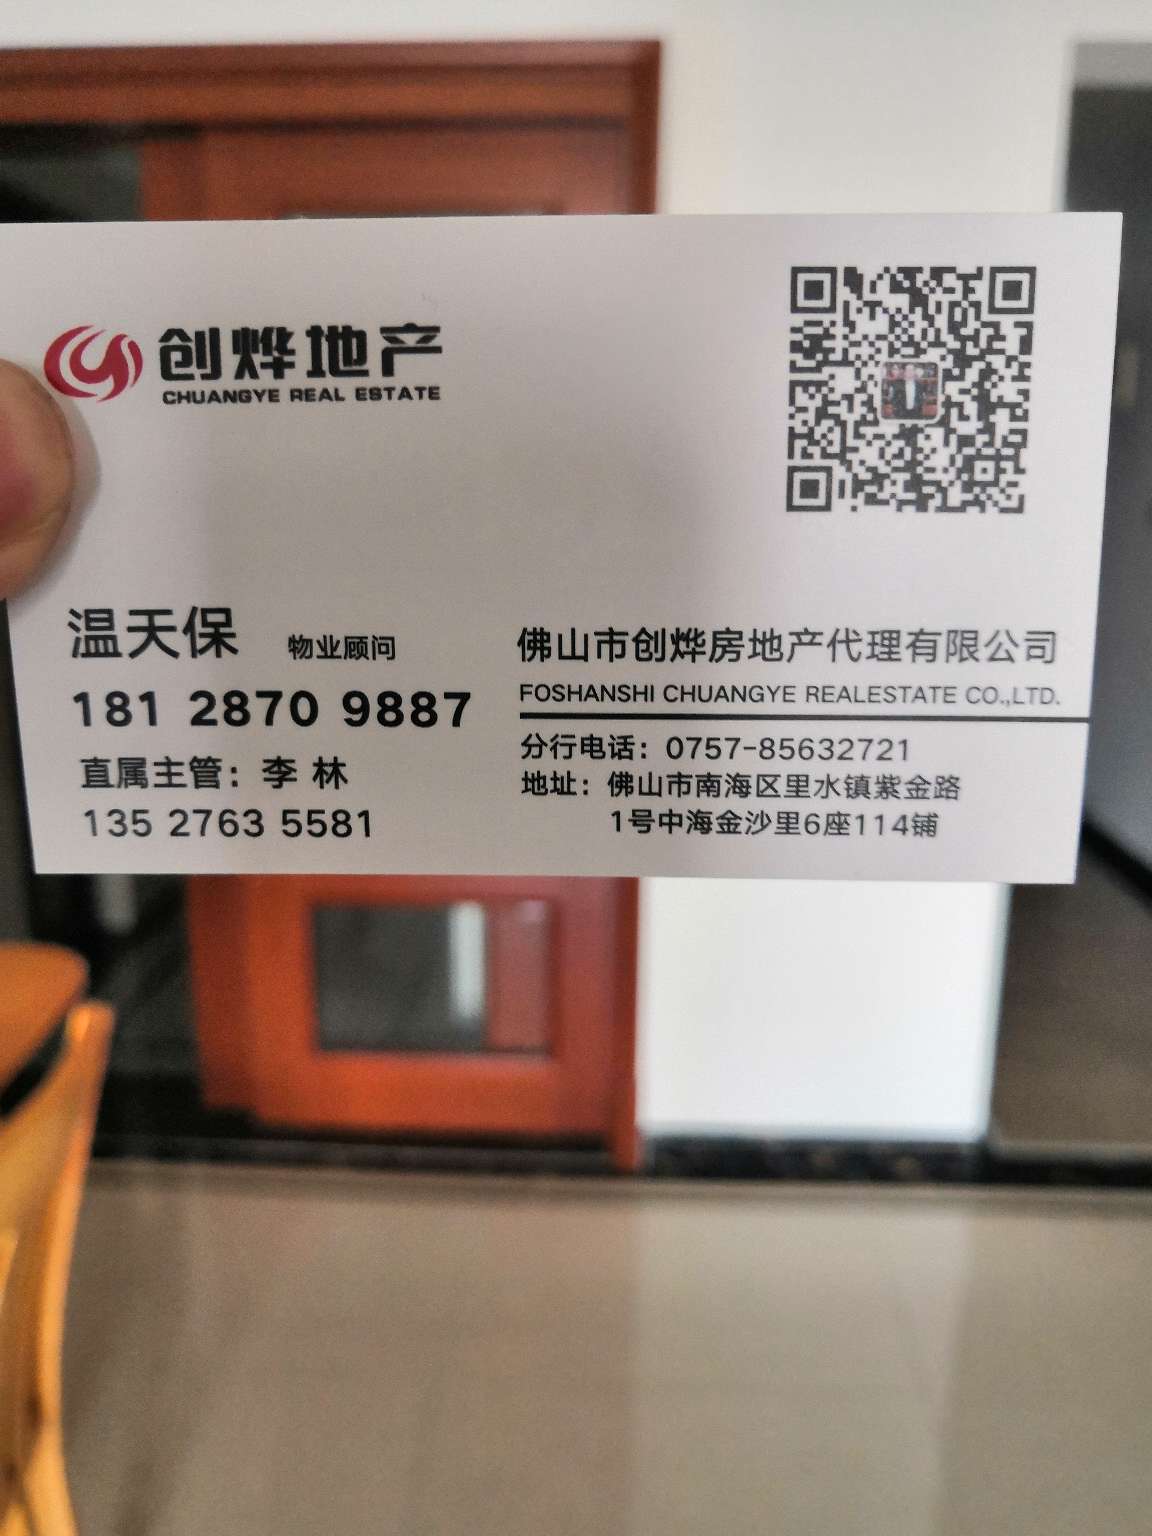 创烨地产
CHUANGYE REAL ESTATE
温天保 物业顾问
181 2870 9887
直属主管：李 林
135 2763 5581
佛山市创烨房地产代理有限公司
FOSHANSHI CHUANGYE REALESTATE CO.,LTD.
分行电话：0757-85632721
地址：佛山市南海区里水镇紫金路
1号中海金沙里6座114铺